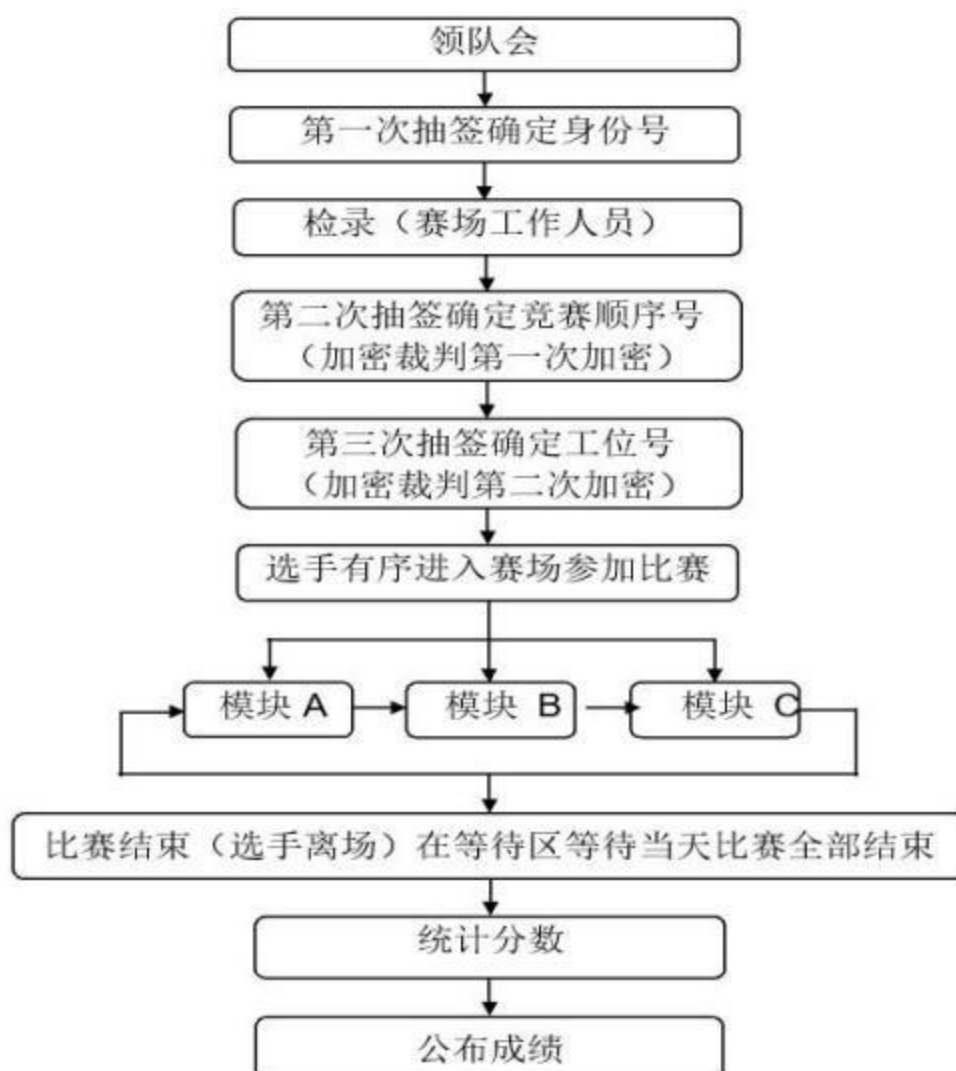 领队会
第一次抽签确定身份号
检录（赛场工作人员）
第二次抽签确定竞赛顺序号
（加密裁判第一次加密）
第三次抽签确定工位号
（加密裁判第二次加密）
选手有序进入赛场参加比赛
模块 A
模块 B
模块 C
比赛结束（选手离场）在等待区等待当天比赛全部结束
统计分数
公布成绩